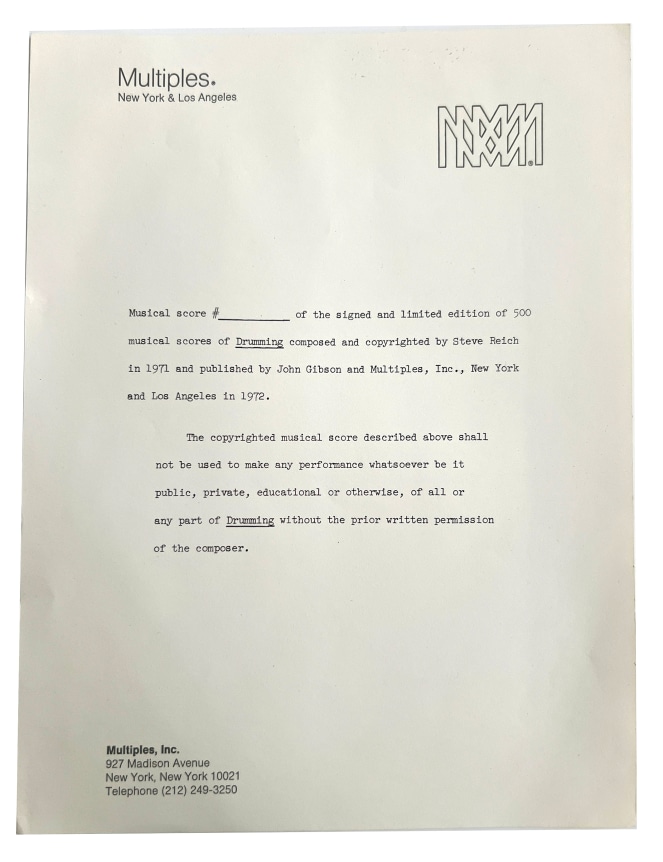 Multiples.
New York & Los Angeles
Musical score #__________ of the signed and limited edition of 500
musical scores of Drumming composed and copyrighted by Steve Reich
in 1971 and published by John Gibson and Multiples, Inc., New York
and Los Angeles in 1972.
The copyrighted musical score described above shall
not be used to make any performance whatsoever be it
public, private, educational or otherwise, of all or
any part of Drumming without the prior written permission
of the composer.
Multiples, Inc.
927 Madison Avenue
New York, New York 10021
Telephone (212) 249-3250